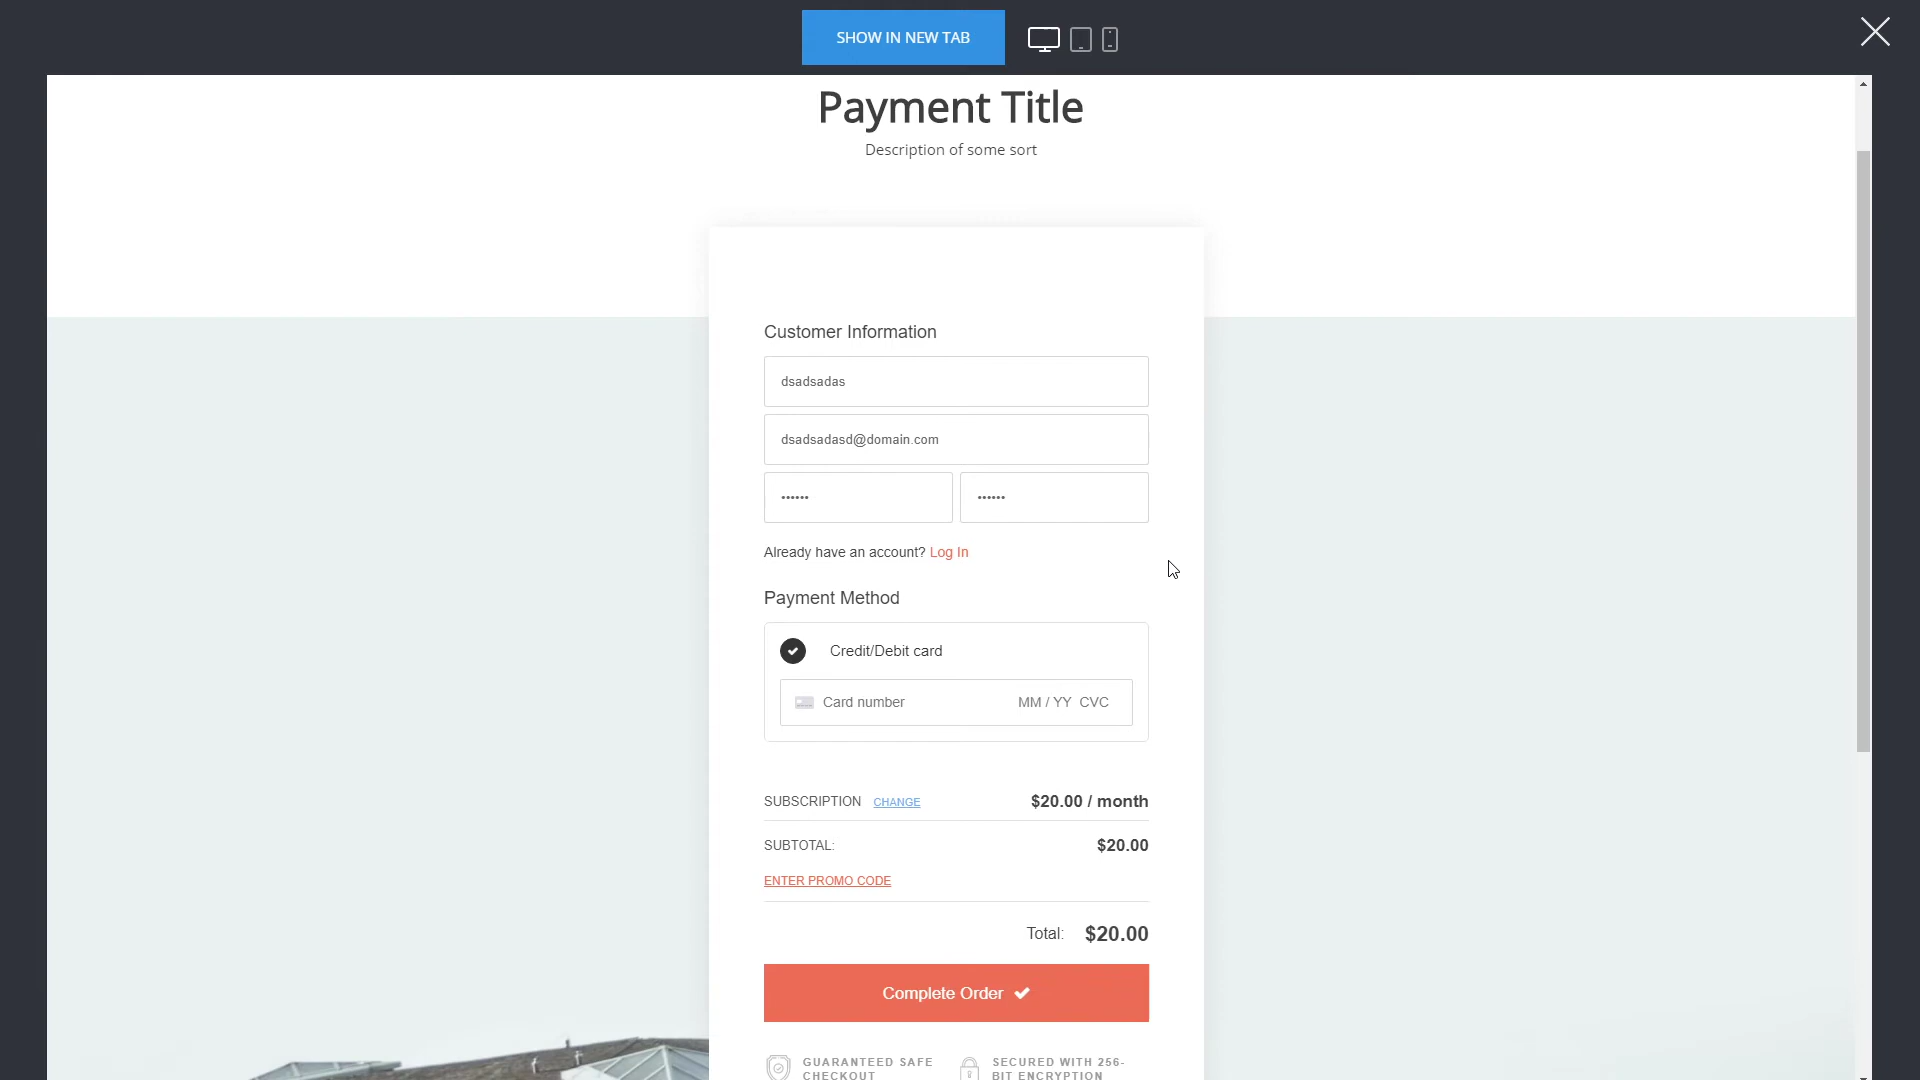 SHOW IN NEW TAB
Payment Title
Description of some sort
Customer Information
dsadsadas
dsadsadasd@domain.com
•••••• ••••••
Already have an account? Log In
Payment Method
Credit/Debit card
Card number MM / YY CVC
SUBSCRIPTION CHANGE $20.00 / month
SUBTOTAL: $20.00
ENTER PROMO CODE
Total: $20.00
Complete Order
GUARANTEED SAFE
CHECKOUT
SECURED WITH 256-
BIT ENCRYPTION